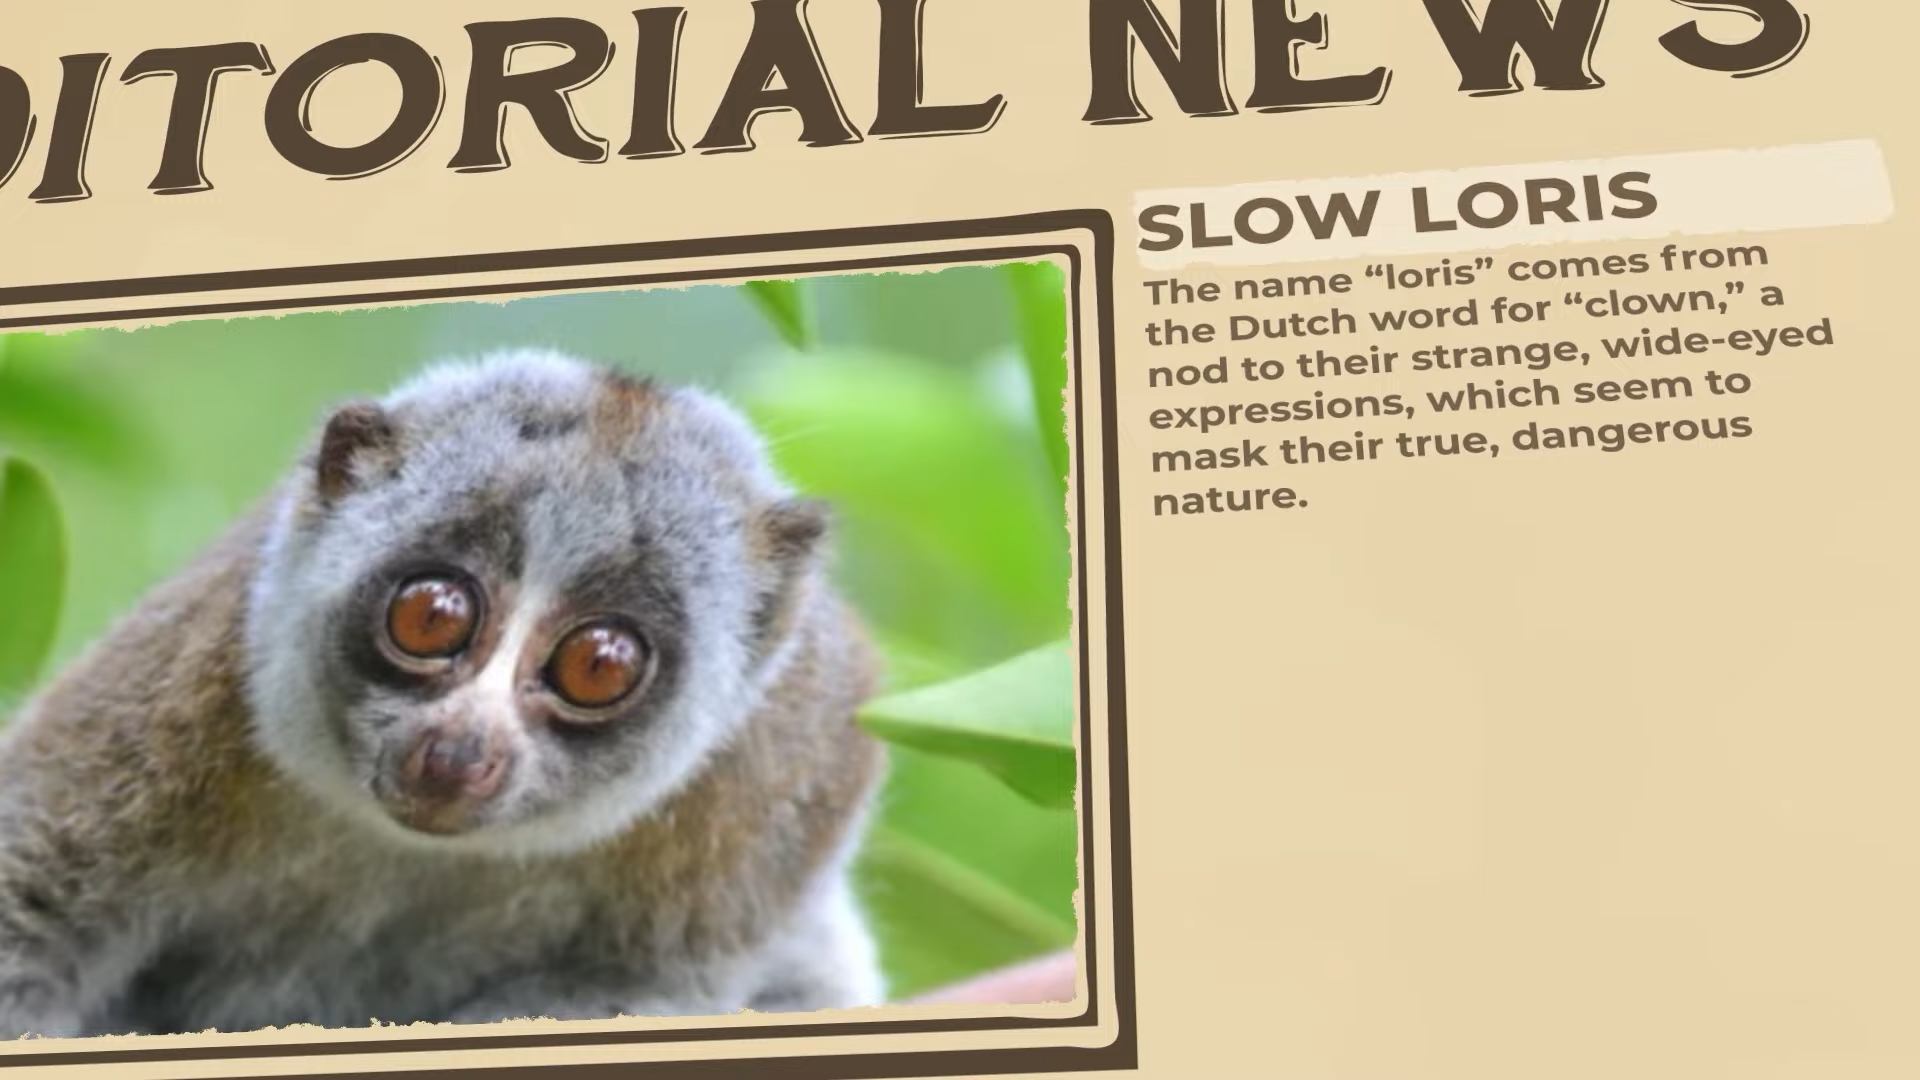 DITORIAL NEWS
SLOW LORIS
The name “loris” comes from
the Dutch word for “clown,” a
nod to their strange, wide-eyed
expressions, which seem to
mask their true, dangerous
nature.